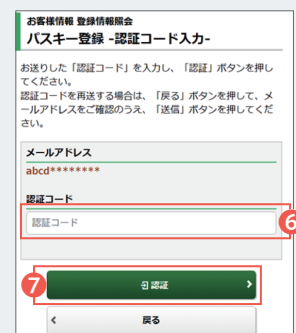 お客様情報 登録情報照会
パスキー登録 -認証コード入力-
お送りした「認証コード」を入力し、「認証」ボタンを押し
てください。
認証コードを再送する場合は、「戻る」ボタンを押して、メ
ールアドレスをご確認のうえ、「送信」ボタンを押してくだ
さい。
メールアドレス
abcd********
認証コード
認証コード
6
7
認証
戻る